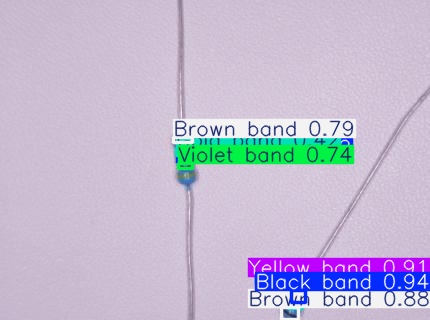 Brown band 0.79
Violet band 0.74
Yellow band 0.91
Black band 0.94
Brown band 0.88